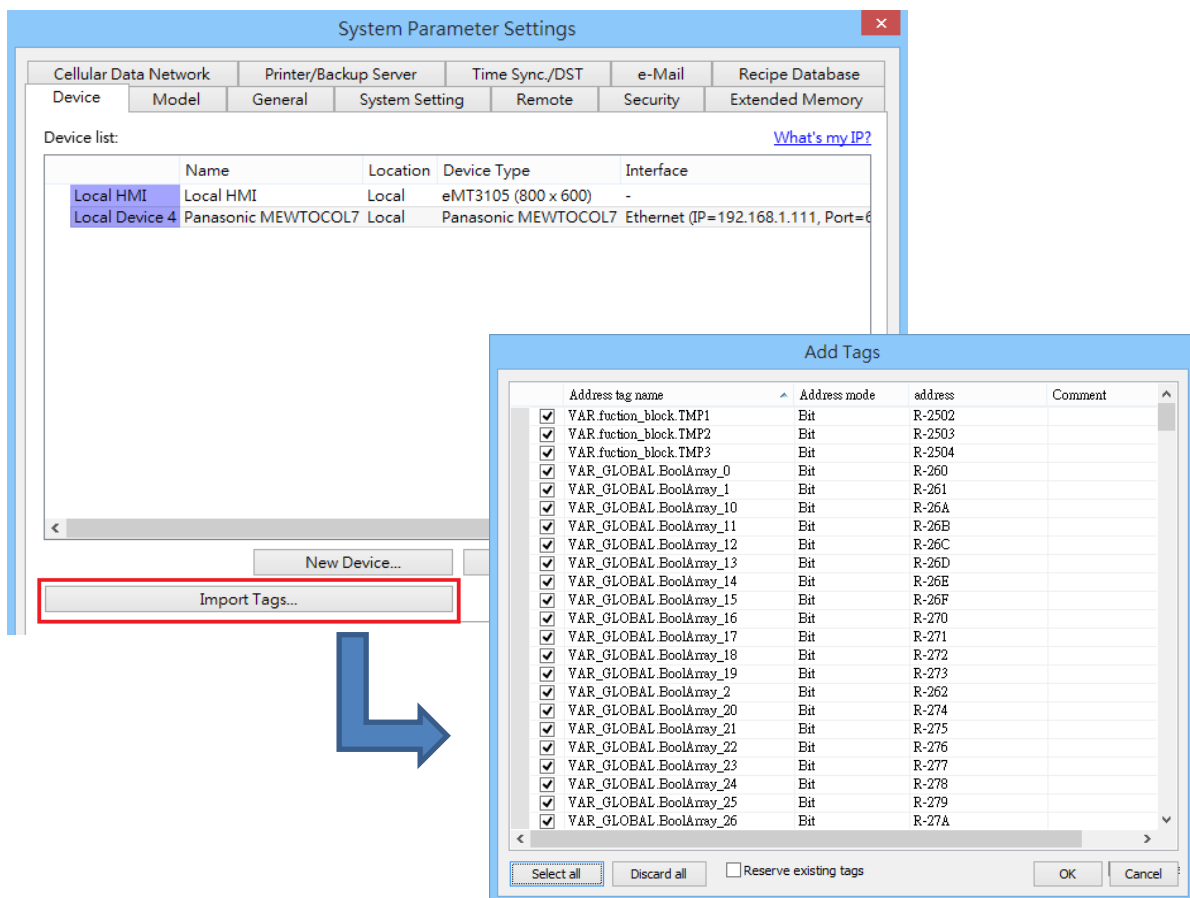 System Parameter Settings
Cellular Data Network Printer/Backup Server Time Sync./DST e-Mail Recipe Database
Device Model General System Setting Remote Security Extended Memory
Device list: What's my IP?
Name Location Device Type Interface
Local HMI Local HMI Local eMT3105 (800 x 600) -
Local Device 4 Panasonic MEWTOCOL7 Local Panasonic MEWTOCOL7 Ethernet (IP=192.168.1.111, Port=6
New Device...
Import Tags...
Add Tags
Address tag name Address mode address Comment
VAR.fuction_block.TMP1 Bit R-2502
VAR.fuction_block.TMP2 Bit R-2503
VAR.fuction_block.TMP3 Bit R-2504
VAR_GLOBAL.BoolArray_0 Bit R-260
VAR_GLOBAL.BoolArray_1 Bit R-261
VAR_GLOBAL.BoolArray_10 Bit R-26A
VAR_GLOBAL.BoolArray_11 Bit R-26B
VAR_GLOBAL.BoolArray_12 Bit R-26C
VAR_GLOBAL.BoolArray_13 Bit R-26D
VAR_GLOBAL.BoolArray_14 Bit R-26E
VAR_GLOBAL.BoolArray_15 Bit R-26F
VAR_GLOBAL.BoolArray_16 Bit R-270
VAR_GLOBAL.BoolArray_17 Bit R-271
VAR_GLOBAL.BoolArray_18 Bit R-272
VAR_GLOBAL.BoolArray_19 Bit R-273
VAR_GLOBAL.BoolArray_2 Bit R-262
VAR_GLOBAL.BoolArray_20 Bit R-274
VAR_GLOBAL.BoolArray_21 Bit R-275
VAR_GLOBAL.BoolArray_22 Bit R-276
VAR_GLOBAL.BoolArray_23 Bit R-277
VAR_GLOBAL.BoolArray_24 Bit R-278
VAR_GLOBAL.BoolArray_25 Bit R-279
VAR_GLOBAL.BoolArray_26 Bit R-27A
Select all Discard all Reserve existing tags OK Cancel